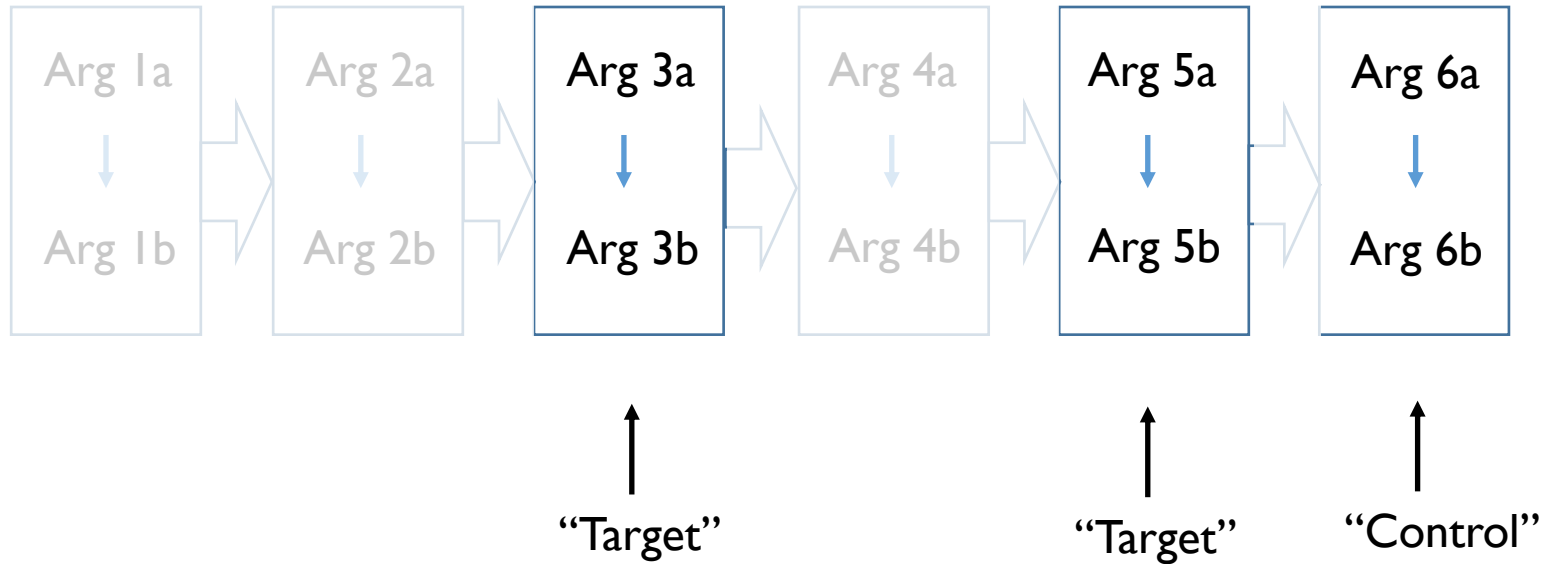 Arg 1a
Arg 1b
Arg 2a
Arg 2b
Arg 3a
Arg 3b
Arg 4a
Arg 4b
Arg 5a
Arg 5b
Arg 6a
Arg 6b
“Target”
“Target”
“Control”